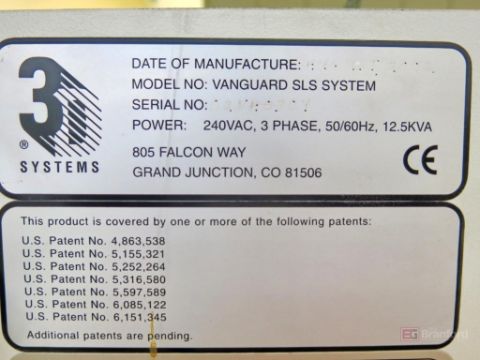 3D
®
SYSTEMS
DATE OF MANUFACTURE:
MODEL NO: VANGUARD SLS SYSTEM
SERIAL NO:
POWER: 240VAC, 3 PHASE, 50/60Hz, 12.5KVA
805 FALCON WAY
GRAND JUNCTION, CO 81506
CE
This product is covered by one or more of the following patents:
U.S. Patent No. 4,863,538
U.S. Patent No. 5,155,321
U.S. Patent No. 5,252,264
U.S. Patent No. 5,316,580
U.S. Patent No. 5,597,589
U.S. Patent No. 6,085,122
U.S. Patent No. 6,151,345
Additional patents are pending.
EG Branford